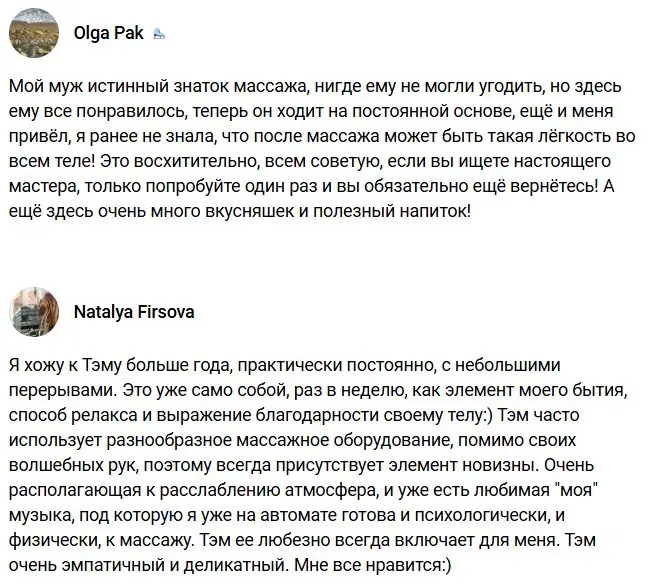 Olga Pak
Мой муж истинный знаток массажа, нигде ему не могли угодить, но здесь
ему все понравилось, теперь он ходит на постоянной основе, ещё и меня
привёл, я ранее не знала, что после массажа может быть такая лёгкость во
всем теле! Это восхитительно, всем советую, если вы ищете настоящего
мастера, только попробуйте один раз и вы обязательно ещё вернётесь! А
ещё здесь очень много вкусняшек и полезный напиток!
Natalya Firsova
Я хожу к Тэму больше года, практически постоянно, с небольшими
перерывами. Это уже само собой, раз в неделю, как элемент моего бытия,
способ релакса и выражение благодарности своему телу:) Тэм часто
использует разнообразное массажное оборудование, помимо своих
волшебных рук, поэтому всегда присутствует элемент новизны. Очень
располагающая к расслаблению атмосфера, и уже есть любимая "моя"
музыка, под которую я уже на автомате готова и психологически, и
физически, к массажу. Тэм ее любезно всегда включает для меня. Тэм
очень эмпатичный и деликатный. Мне все нравится:)